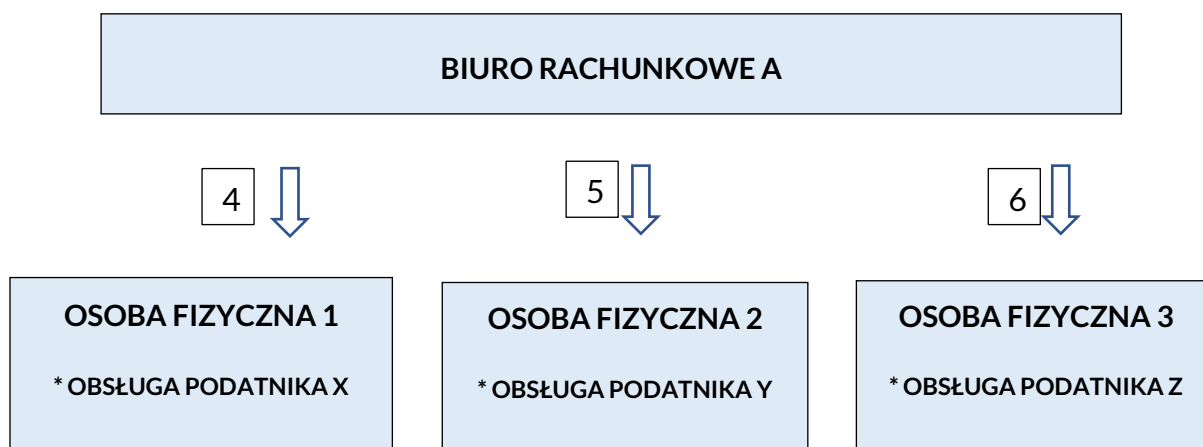 BIURO RACHUNKOWE A
4
5
6
OSOBA FIZYCZNA 1
* OBSŁUGA PODATNIKA X
OSOBA FIZYCZNA 2
* OBSŁUGA PODATNIKA Y
OSOBA FIZYCZNA 3
* OBSŁUGA PODATNIKA Z